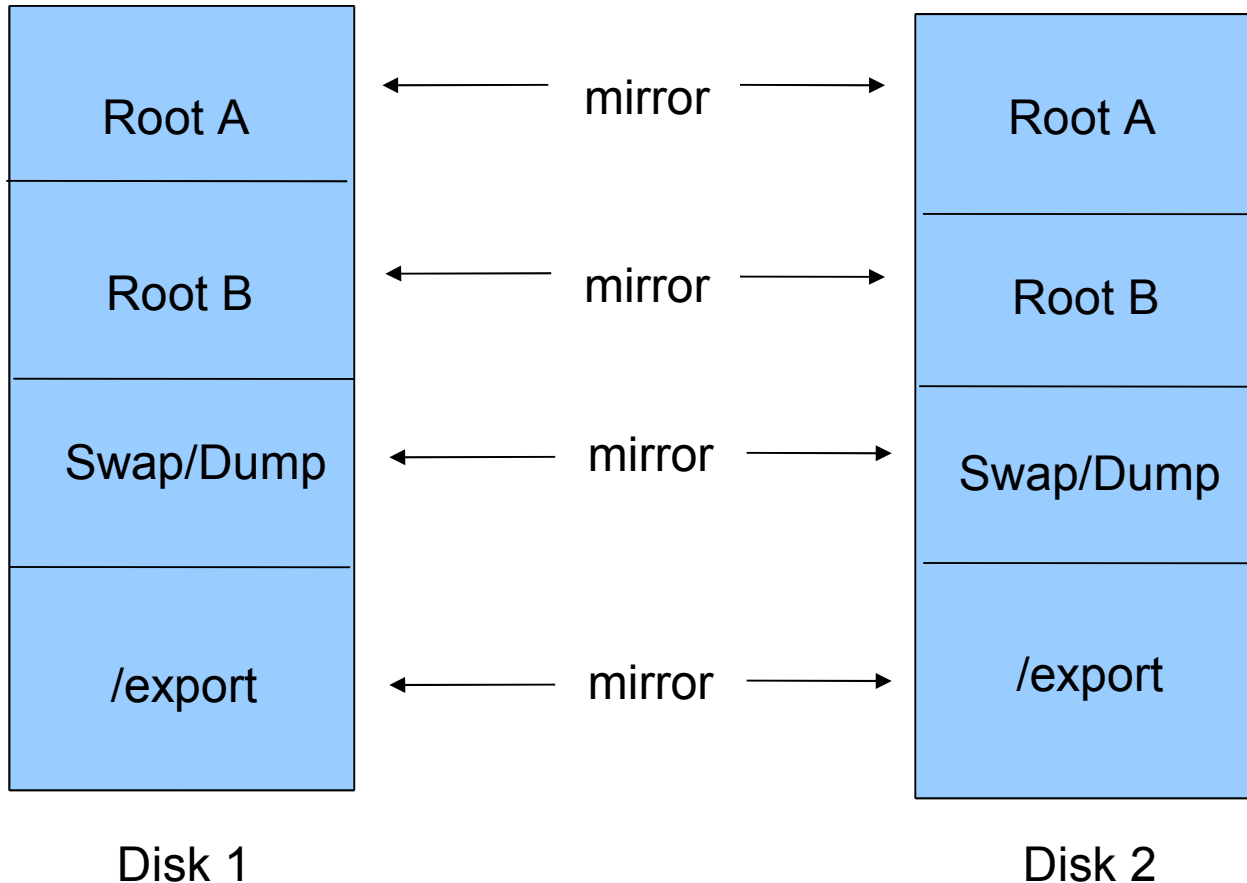 Root A
mirror
Root A
Root B
mirror
Root B
Swap/Dump
mirror
Swap/Dump
/export
mirror
/export
Disk 1
Disk 2